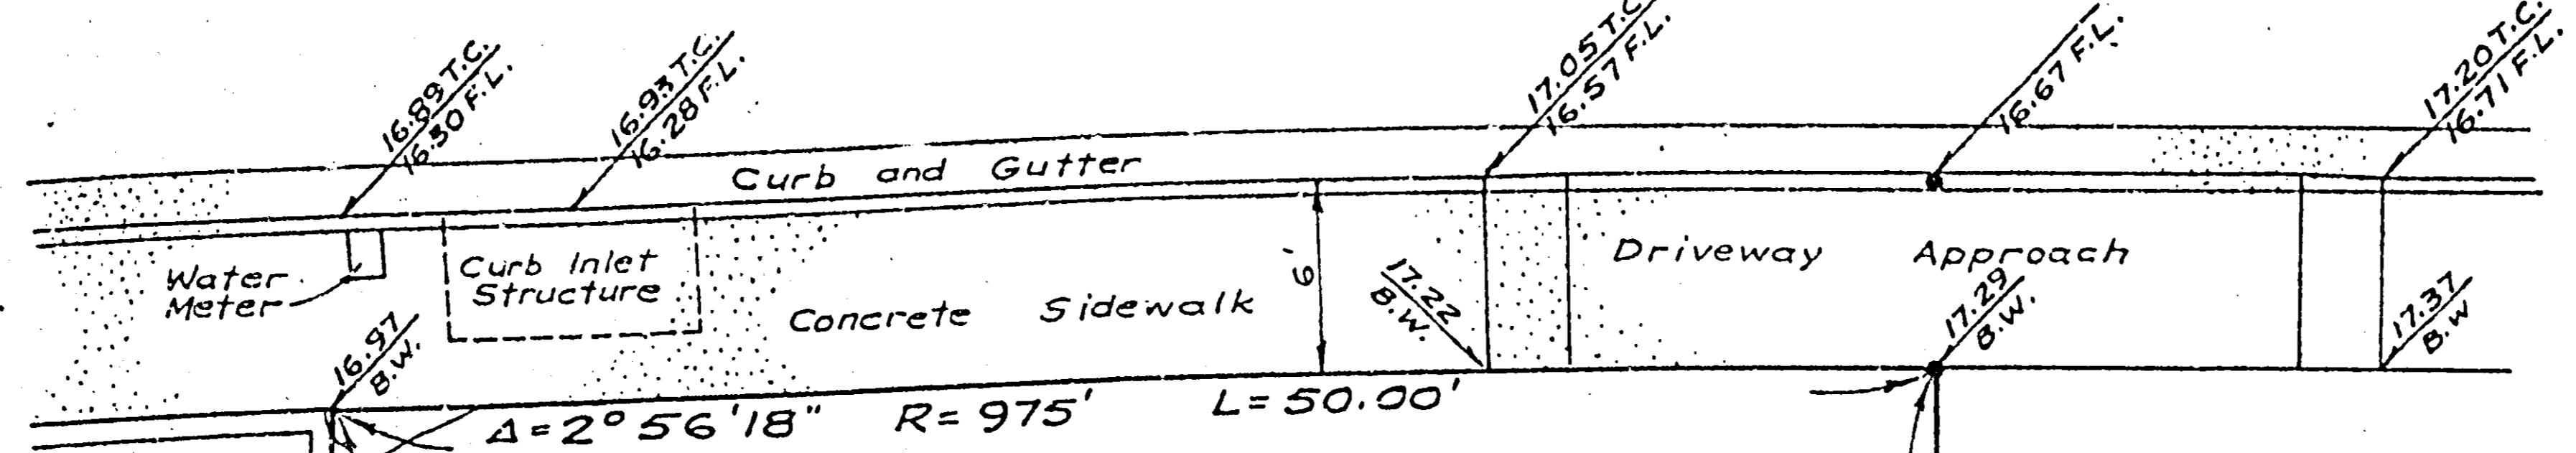 16.89 T.C.
16.50 F.L.
16.93 T.C.
16.28 F.L.
17.05 T.C.
16.57 F.L.
16.67 F.L.
17.20 T.C.
16.71 F.L.
Curb and Gutter
Water
Meter
Curb Inlet
Structure
Concrete Sidewalk
6'
17.22
B.W.
Driveway Approach
17.29
B.W.
17.37
B.W
16.97
B.W.
Δ=2°56'18" R=975' L=50.00'